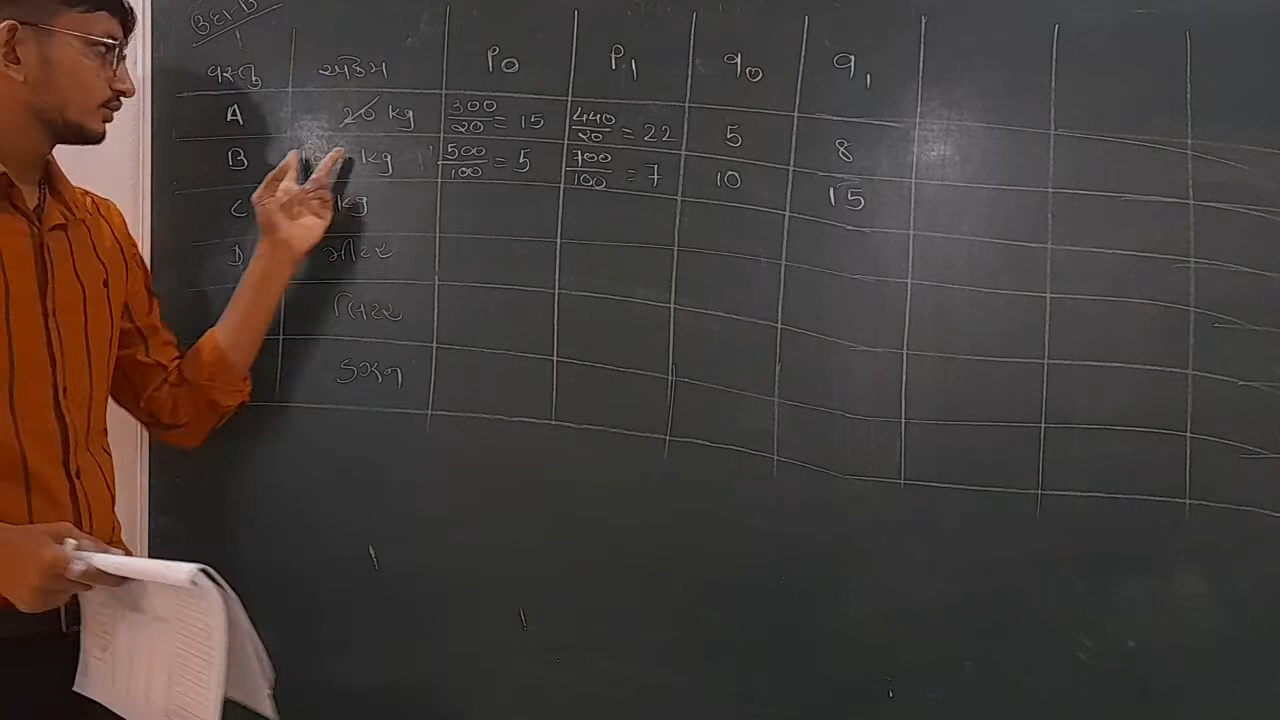 ઉદા-13
વસ્તુ એકમ P0 P1 q0 q1
A 20 kg 300/20 = 15 440/20 = 22 5 8
B kg 500/100 = 5 700/100 = 7 10 15
C kg
D મીટર
લિટર
ડઝન